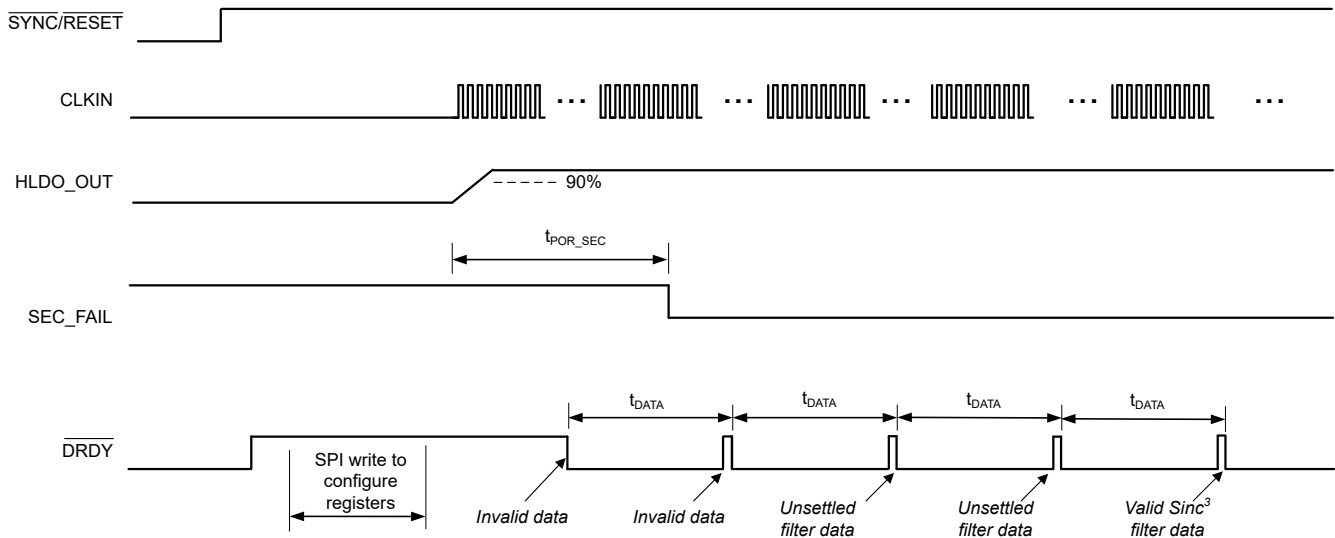 SYNC/RESET
CLKIN
... ... ... ... ...
HLDO_OUT
90%
tPOR_SEC
SEC_FAIL
tDATA
tDATA
tDATA
tDATA
DRDY
SPI write to
configure
registers
Invalid data
Invalid data
Unsettled
filter data
Unsettled
filter data
Valid Sinc³
filter data